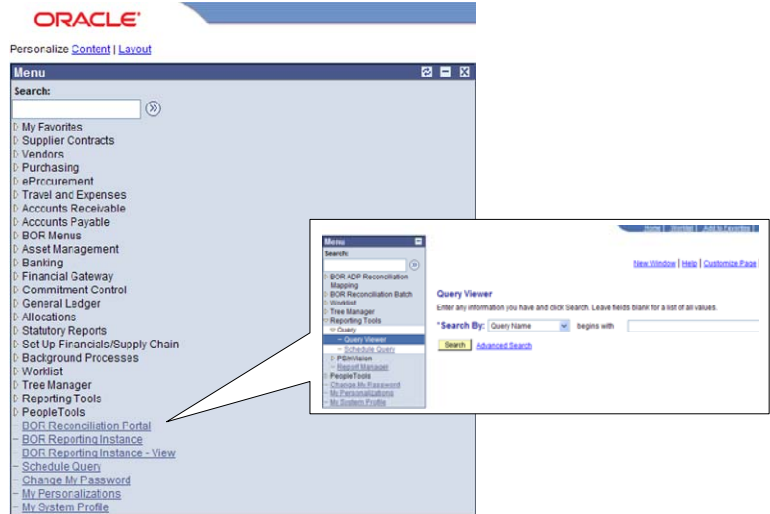 ORACLE'
Personalize Content | Layout
Menu
Search:
My Favorites
Supplier Contracts
Vendors
Purchasing
eProcurement
Travel and Expenses
Accounts Receivable
Accounts Payable
BOR Menus
Asset Management
Banking
Financial Gateway
Commitment Control
General Ledger
Allocations
Statutory Reports
Set Up Financials/Supply Chain
Background Processes
Worklist
Tree Manager
Reporting Tools
PeopleTools
BOR Reconciliation Portal
BOR Reporting Instance
BOR Reporting Instance - View
Schedule Query
Change My Password
My Personalizations
My System Profile
Home | Worklist | Add to Favorites |
Menu
Search:
BOR ADP Reconciliation
Mapping
BOR Reconciliation Batch
Worklist
Tree Manager
Reporting Tools
Query
Query Viewer
Schedule Query
PS/nVision
Report Manager
PeopleTools
Change My Password
My Personalizations
My System Profile
New Window | Help | Customize Page
Query Viewer
Enter any information you have and click Search. Leave fields blank for a list of all values.
*Search By: Query Name begins with
Search Advanced Search